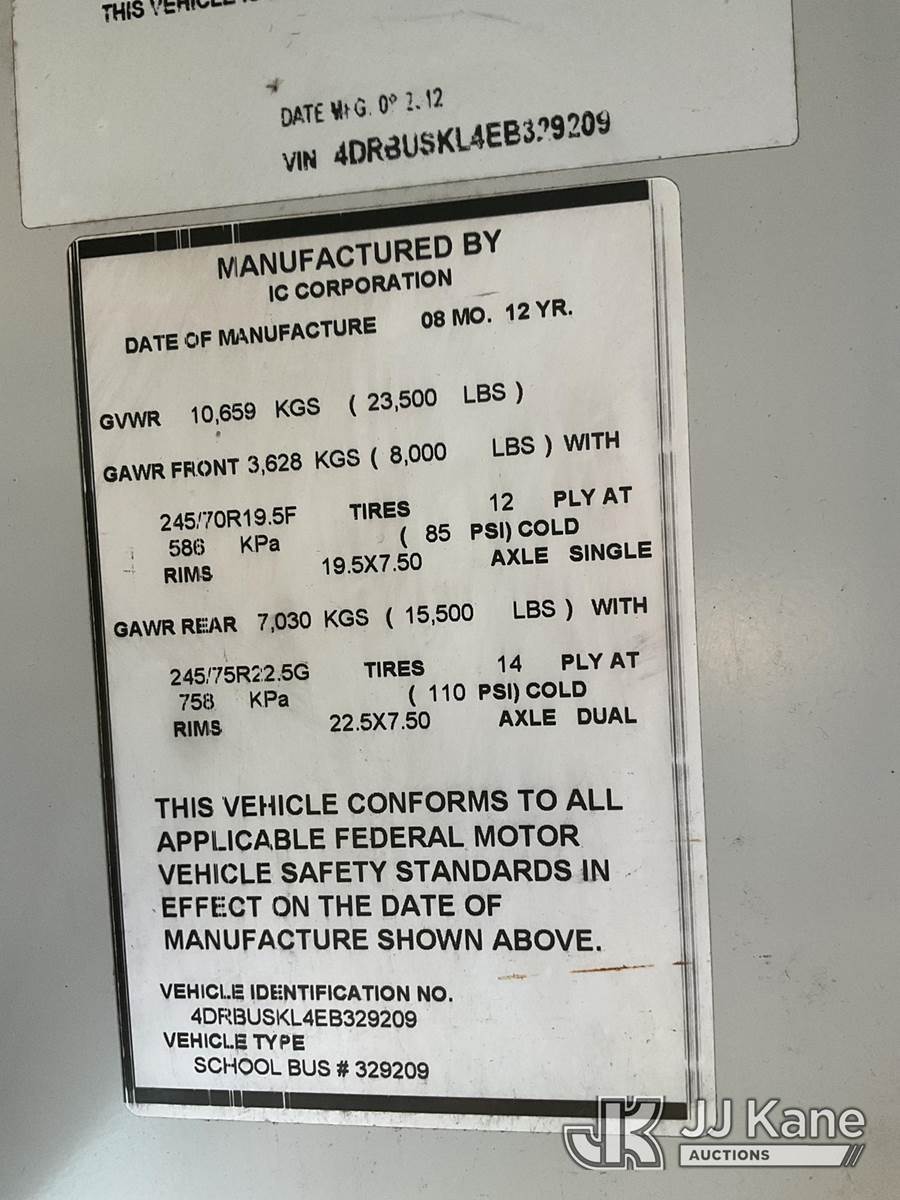 THIS VEHICLE
DATE MFG.
VIN 4DRBUSKL4EB329209
MANUFACTURED BY
IC CORPORATION
DATE OF MANUFACTURE 08 MO. 12 YR.
GVWR 10,659 KGS ( 23,500 LBS )
GAWR FRONT 3,628 KGS ( 8,000 LBS ) WITH
245/70R19.5F TIRES 12 PLY AT
586 KPa ( 85 PSI) COLD
RIMS 19.5X7.50 AXLE SINGLE
GAWR REAR 7,030 KGS ( 15,500 LBS ) WITH
245/75R22.5G TIRES 14 PLY AT
758 KPa ( 110 PSI) COLD
RIMS 22.5X7.50 AXLE DUAL
THIS VEHICLE CONFORMS TO ALL
APPLICABLE FEDERAL MOTOR
VEHICLE SAFETY STANDARDS IN
EFFECT ON THE DATE OF
MANUFACTURE SHOWN ABOVE.
VEHICLE IDENTIFICATION NO.
4DRBUSKL4EB329209
VEHICLE TYPE
SCHOOL BUS # 329209
JK JJ Kane
AUCTIONS